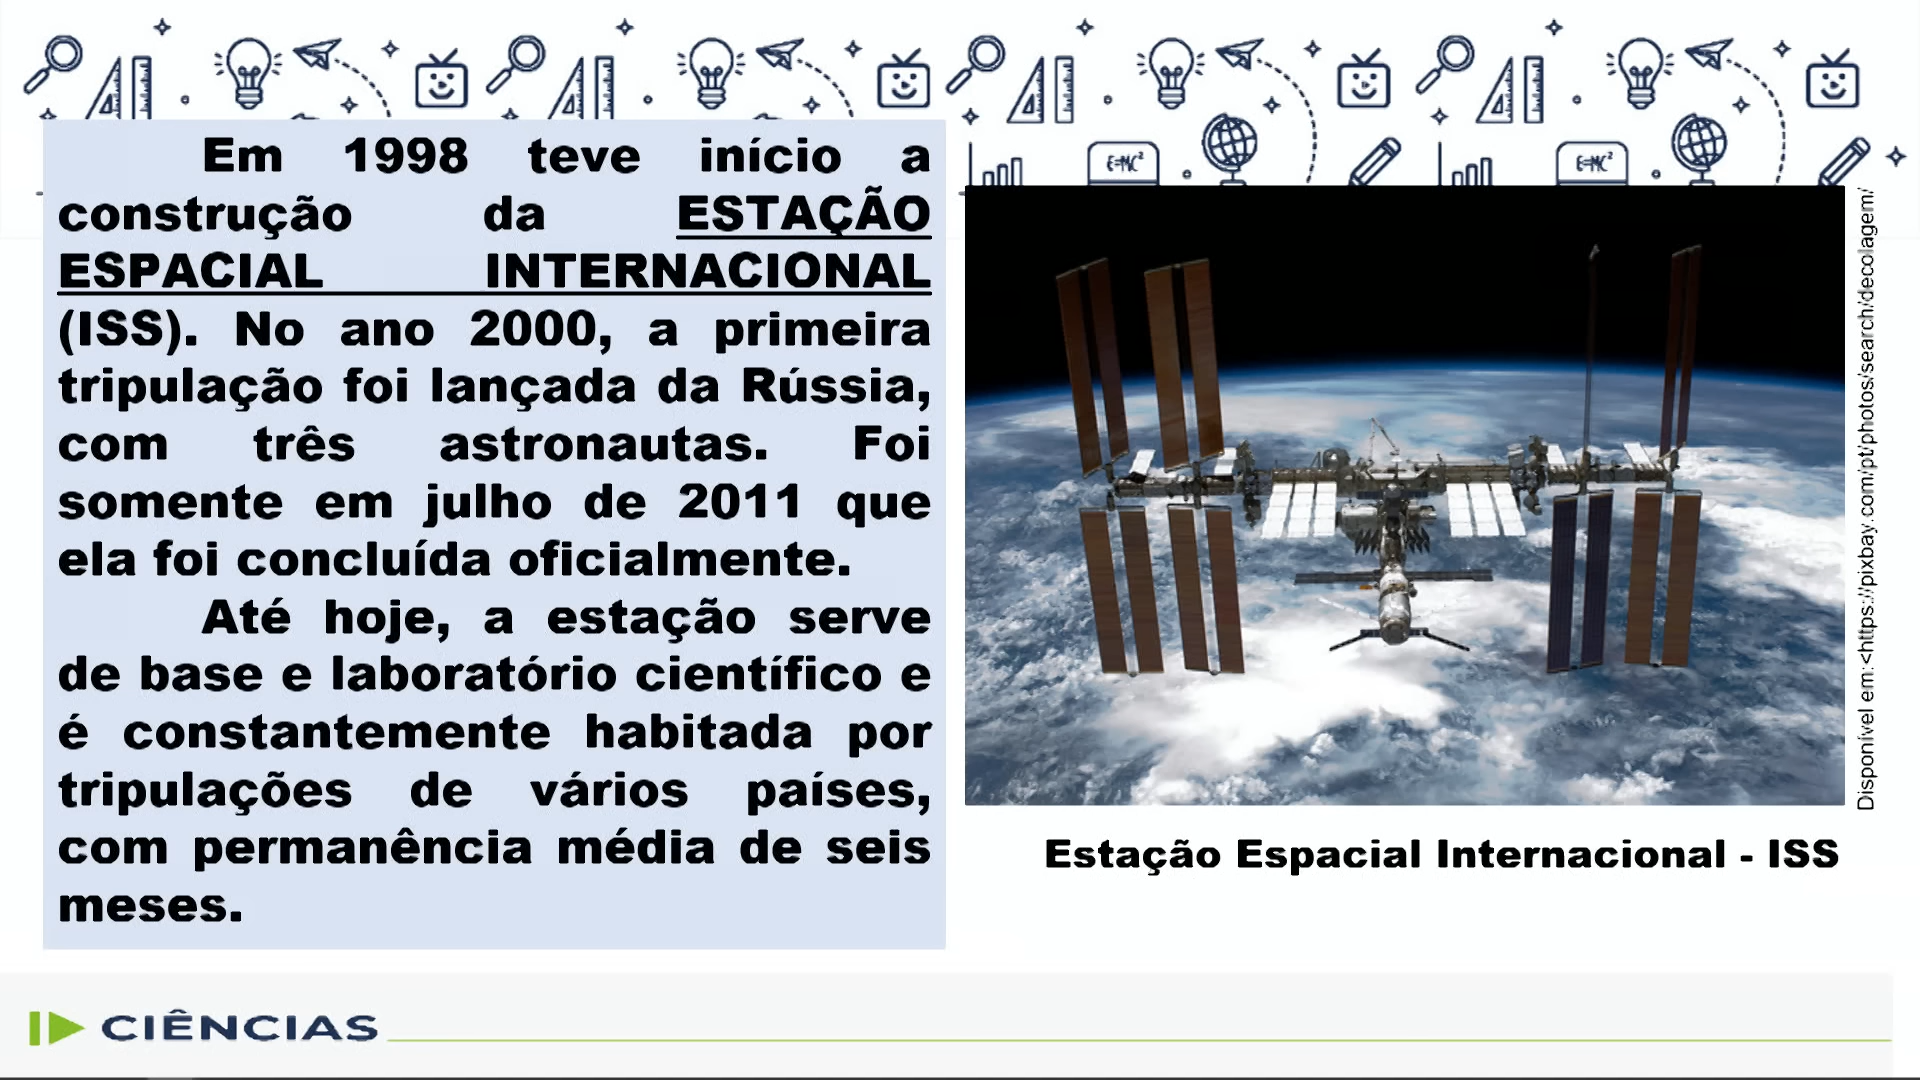 Em 1998 teve início a
construção da ESTAÇÃO
ESPACIAL INTERNACIONAL
(ISS). No ano 2000, a primeira
tripulação foi lançada da Rússia,
com três astronautas. Foi
somente em julho de 2011 que
ela foi concluída oficialmente.
Até hoje, a estação serve
de base e laboratório científico e
é constantemente habitada por
tripulações de vários países,
com permanência média de seis
meses.
E=MC²
E=MC²
Disponível em:<https://pixbay.com/pt/photos/search/decolagem/
Estação Espacial Internacional - ISS
CIÊNCIAS